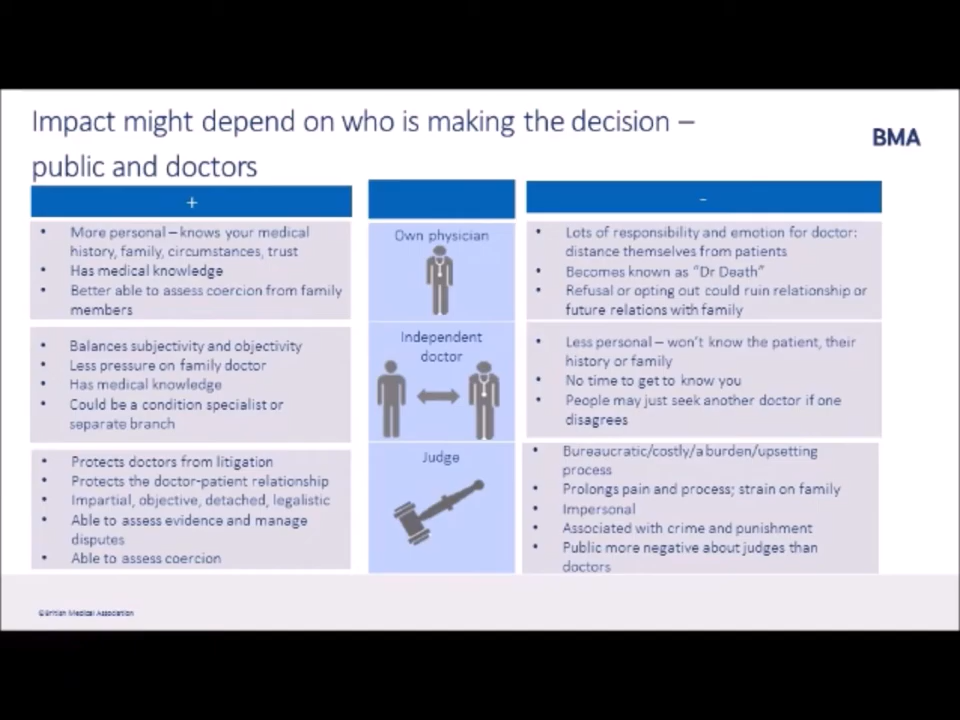 Impact might depend on who is making the decision –
public and doctors
BMA
+
-
• More personal – knows your medical
history, family, circumstances, trust
• Has medical knowledge
• Better able to assess coercion from family
members
Own physician
• Lots of responsibility and emotion for doctor:
distance themselves from patients
• Becomes known as "Dr Death"
• Refusal or opting out could ruin relationship or
future relations with family
• Balances subjectivity and objectivity
• Less pressure on family doctor
• Has medical knowledge
• Could be a condition specialist or
separate branch
Independent
doctor
• Less personal – won't know the patient, their
history or family
• No time to get to know you
• People may just seek another doctor if one
disagrees
• Protects doctors from litigation
• Protects the doctor-patient relationship
• Impartial, objective, detached, legalistic
• Able to assess evidence and manage
disputes
• Able to assess coercion
Judge
• Bureaucratic/costly/a burden/upsetting
process
• Prolongs pain and process; strain on family
• Impersonal
• Associated with crime and punishment
• Public more negative about judges than
doctors
©British Medical Association